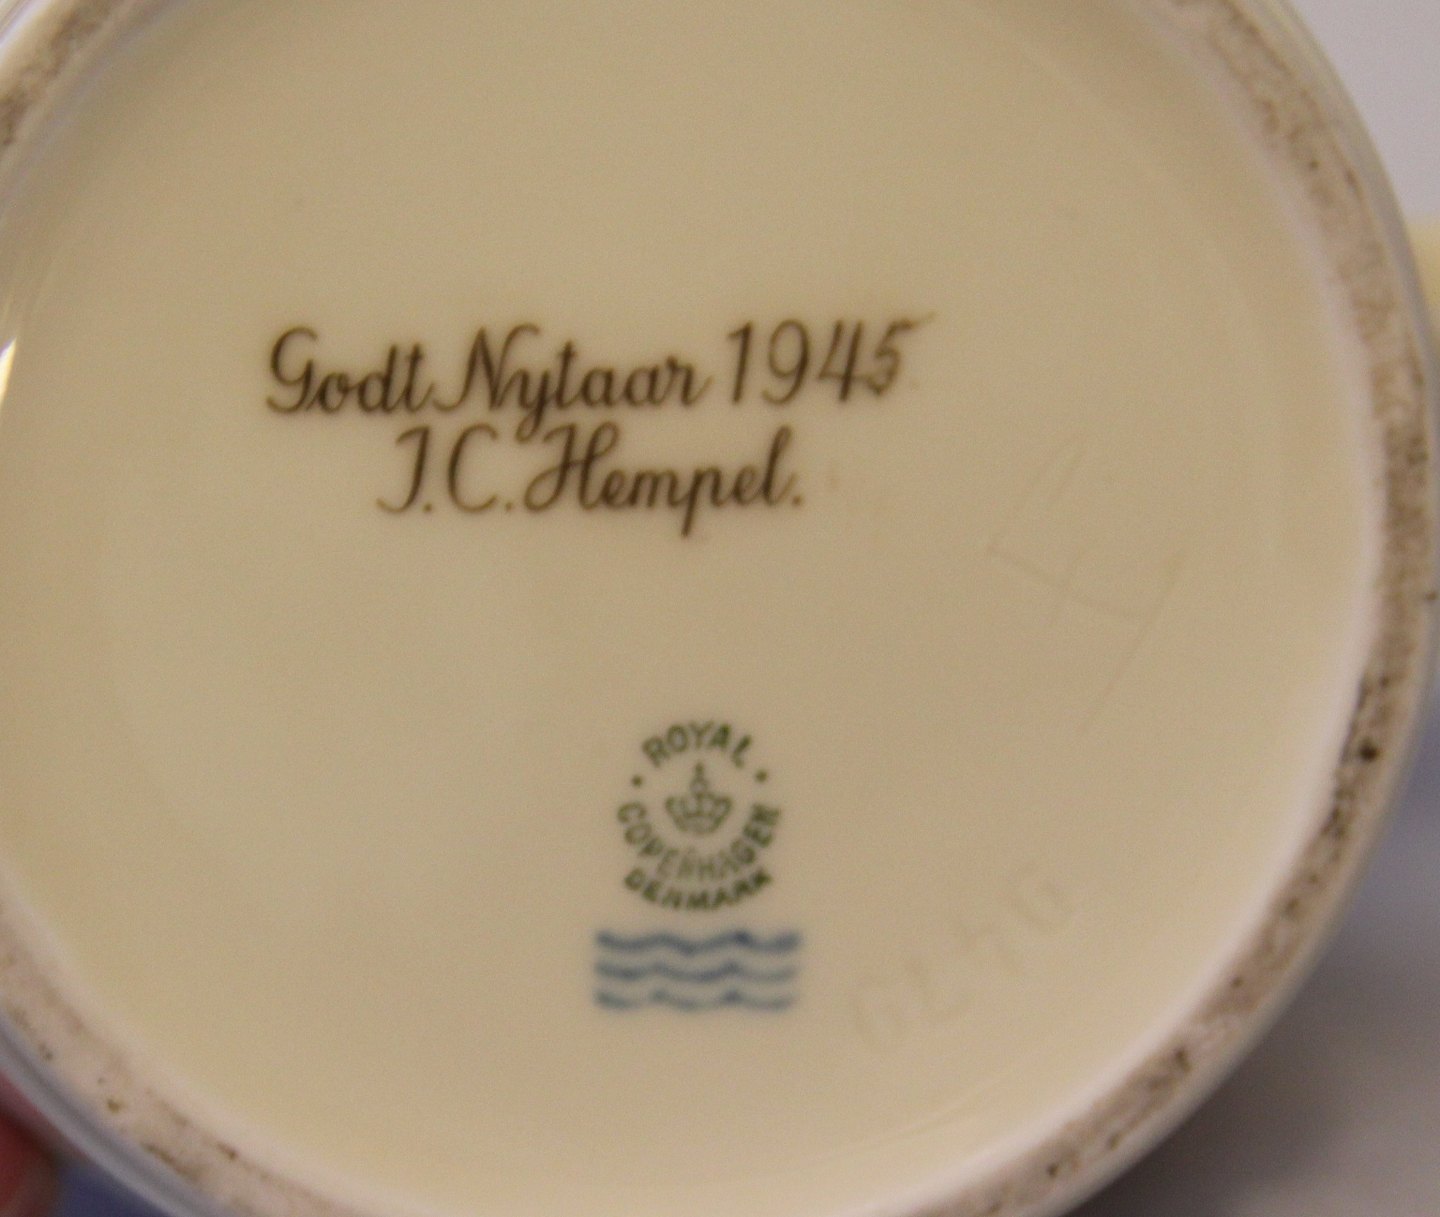 Godt Nytaar 1945
J.C. Hempel.
ROYAL
COPENHAGEN
DENMARK